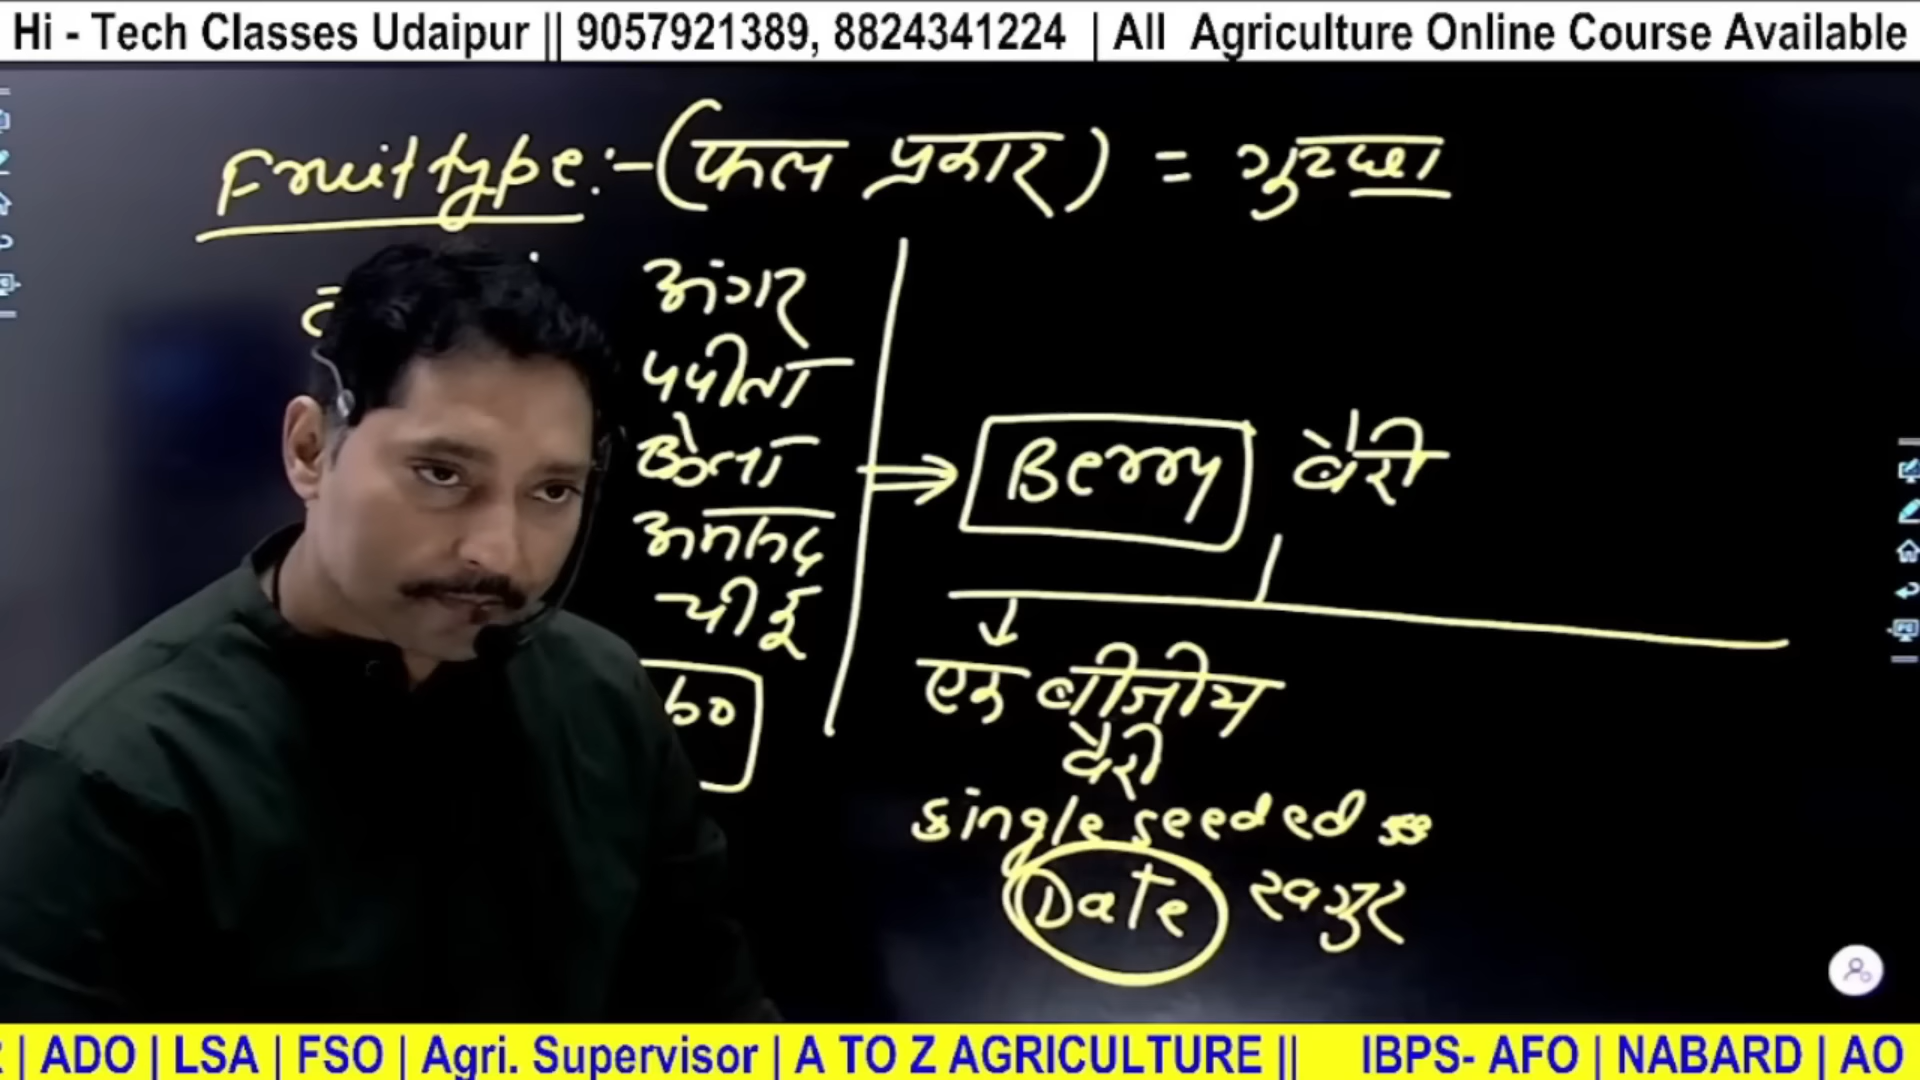 Hi - Tech Classes Udaipur || 9057921389, 8824341224 | All Agriculture Online Course Available
Fruit type:- (फल प्रकार) =
अंगूर
पपीता
केला
अमरूद
Berry बेरी
एक बीजीय
बेरी
single seeded
Date खजूर
| ADO | LSA | FSO | Agri. Supervisor | A TO Z AGRICULTURE || IBPS- AFO | NABARD | AO